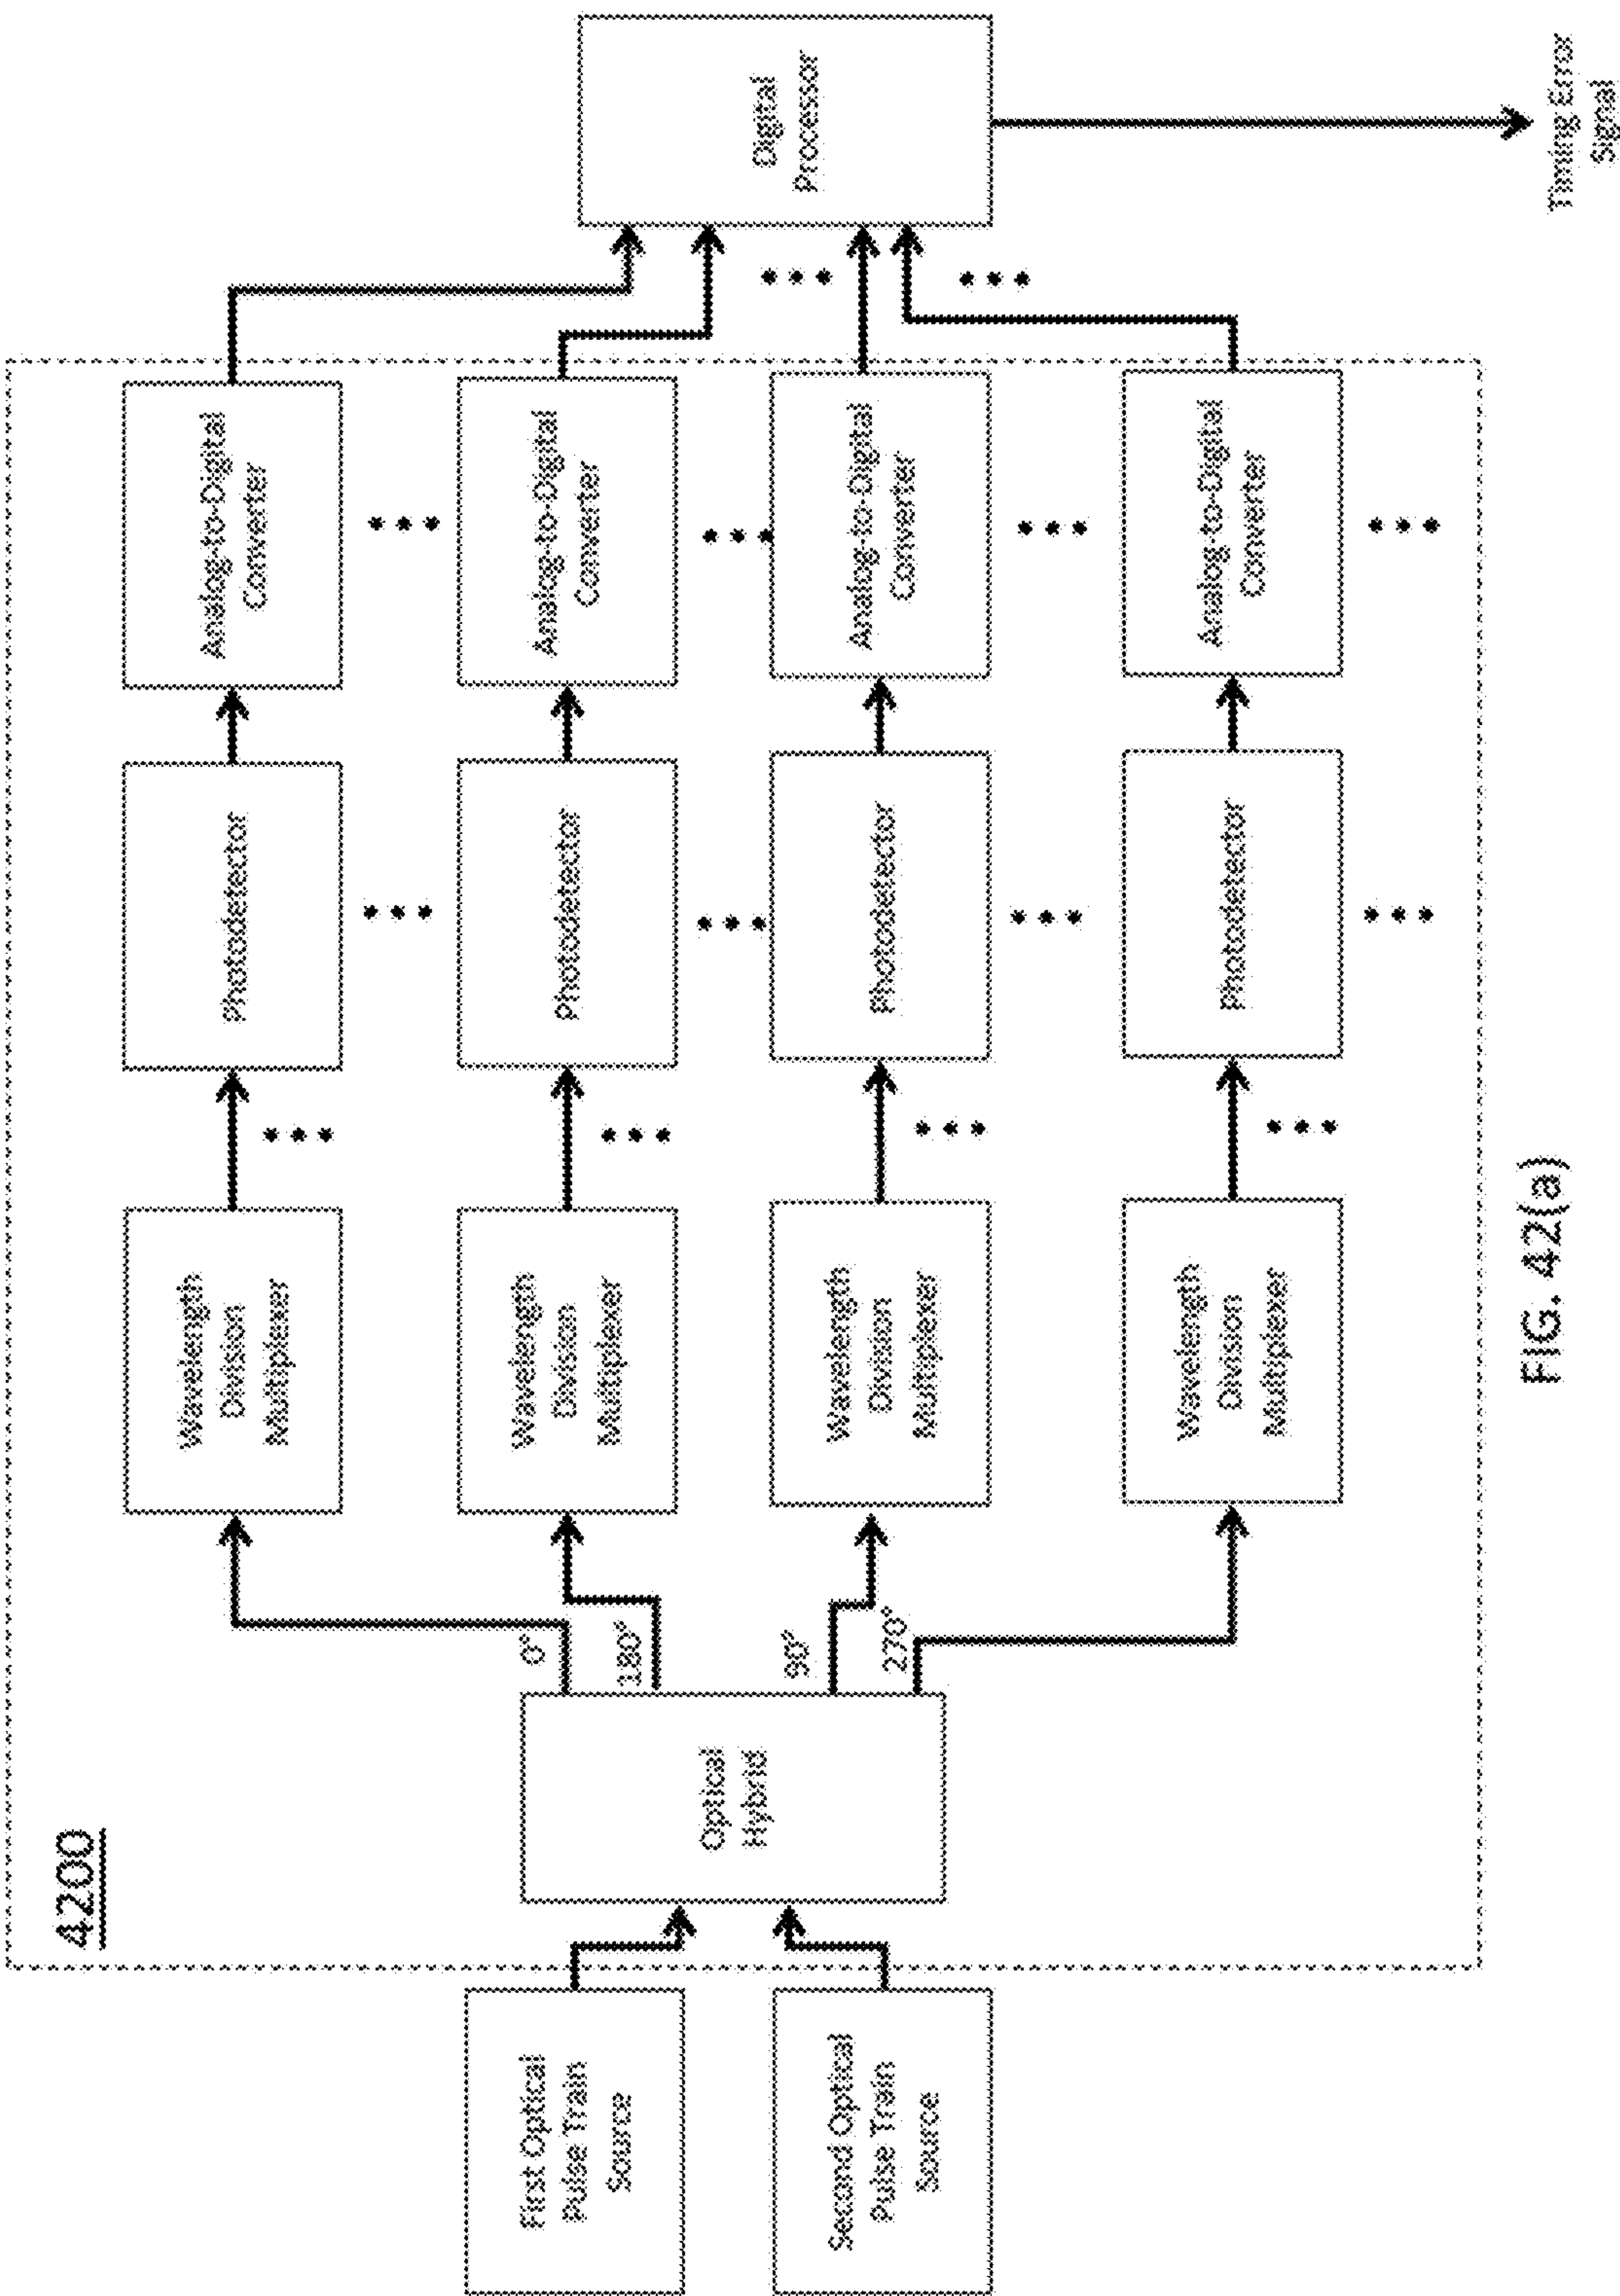 4200
First Optical
Pulse Train
Source
Second Optical
Pulse Train
Source
Optical
Hybrid
0°
180°
90°
270°
Wavelength
Division
Multiplexer
Wavelength
Division
Multiplexer
Wavelength
Division
Multiplexer
Wavelength
Division
Multiplexer
Photodetector
Photodetector
Photodetector
Photodetector
Analog-to-Digital
Converter
Analog-to-Digital
Converter
Analog-to-Digital
Converter
Analog-to-Digital
Converter
Digital
Processor
Timing Error
Signal
FIG. 42(a)